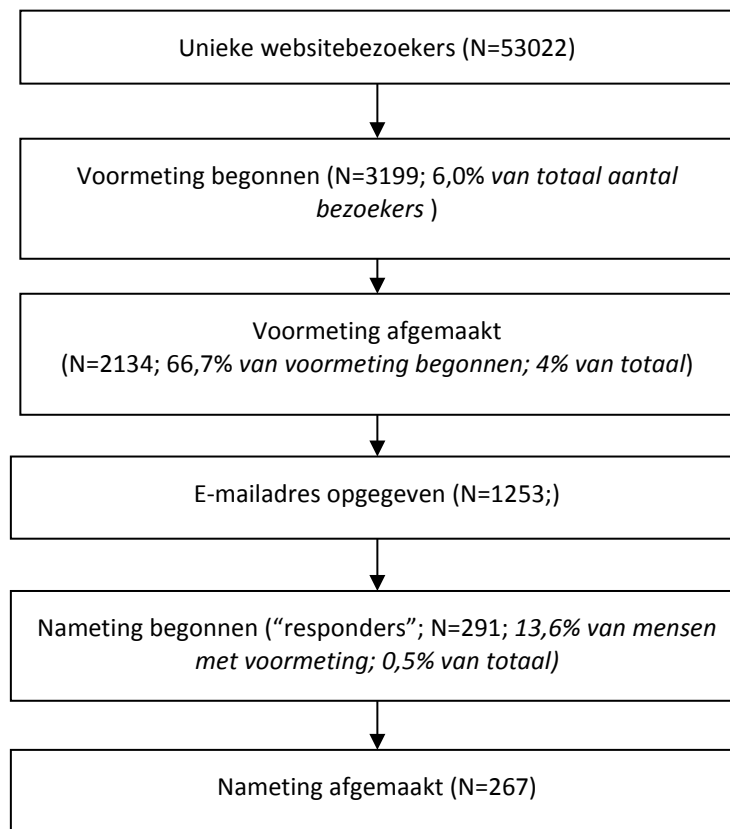 Unieke websitebezoekers (N=53022)
Voormeting begonnen (N=3199; 6,0% van totaal aantal
bezoekers )
Voormeting afgemaakt
(N=2134; 66,7% van voormeting begonnen; 4% van totaal)
E-mailadres opgegeven (N=1253;)
Nameting begonnen (“responders”; N=291; 13,6% van mensen
met voormeting; 0,5% van totaal)
Nameting afgemaakt (N=267)